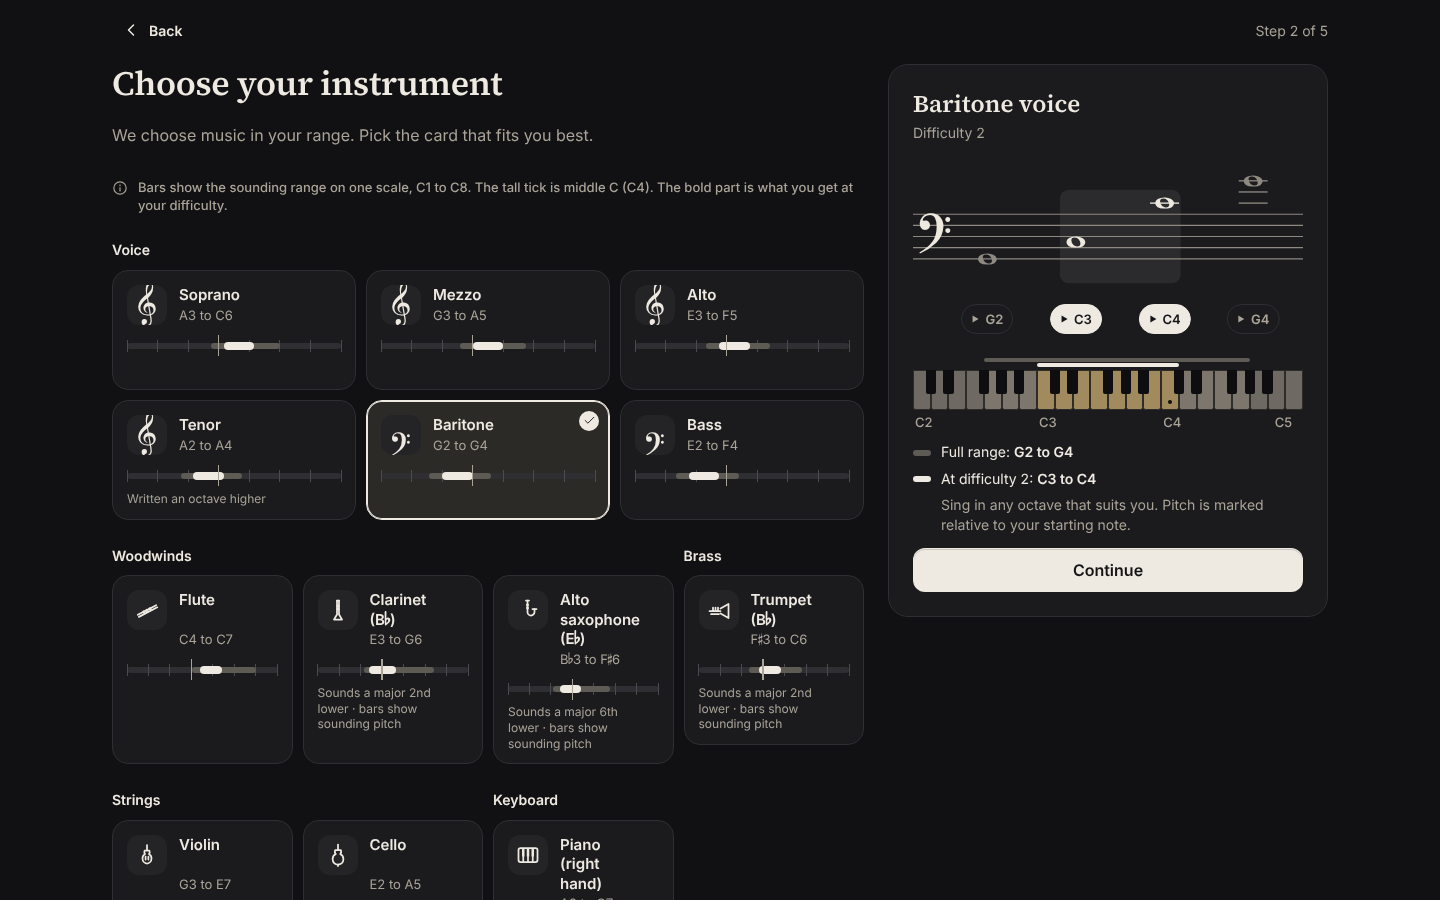 Back
Step 2 of 5
Choose your instrument
We choose music in your range. Pick the card that fits you best.
Bars show the sounding range on one scale, C1 to C8. The tall tick is middle C (C4). The bold part is what you get at
your difficulty.
Voice
Soprano
A3 to C6
Mezzo
G3 to A5
Alto
E3 to F5
Tenor
A2 to A4
Written an octave higher
Baritone
G2 to G4
Bass
E2 to F4
Woodwinds
Flute
C4 to C7
Clarinet
(B♭)
E3 to G6
Sounds a major 2nd
lower · bars show
sounding pitch
Alto
saxophone
(E♭)
B♭3 to F♯6
Sounds a major 6th
lower · bars show
sounding pitch
Brass
Trumpet
(B♭)
F♯3 to C6
Sounds a major 2nd
lower · bars show
sounding pitch
Strings
Violin
G3 to E7
Cello
E2 to A5
Keyboard
Piano
(right
hand)
Baritone voice
Difficulty 2
G2
C3
C4
G4
C2
C3
C4
C5
Full range: G2 to G4
At difficulty 2: C3 to C4
Sing in any octave that suits you. Pitch is marked
relative to your starting note.
Continue